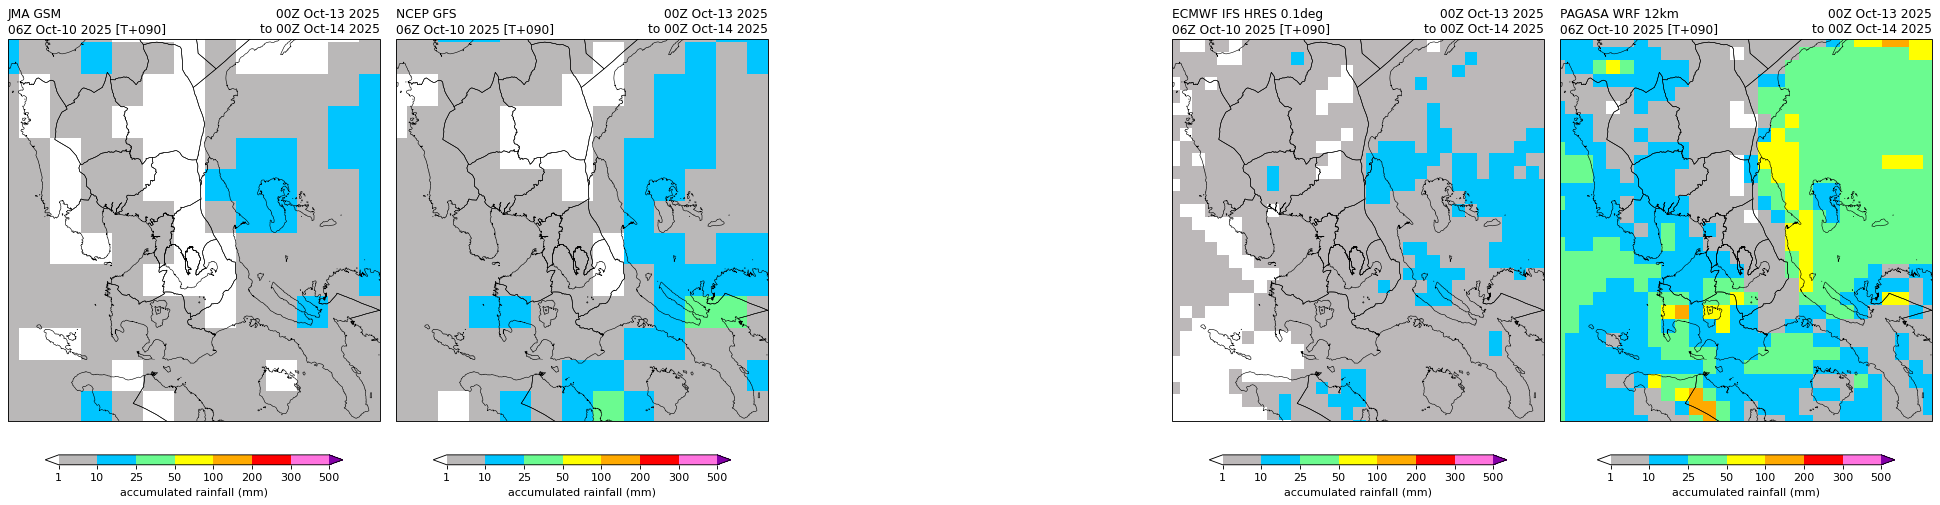 JMA GSM 00Z Oct-13 2025
06Z Oct-10 2025 [T+090] to 00Z Oct-14 2025
1 10 25 50 100 200 300 500
accumulated rainfall (mm)
NCEP GFS 00Z Oct-13 2025
06Z Oct-10 2025 [T+090] to 00Z Oct-14 2025
1 10 25 50 100 200 300 500
accumulated rainfall (mm)
ECMWF IFS HRES 0.1deg 00Z Oct-13 2025
06Z Oct-10 2025 [T+090] to 00Z Oct-14 2025
1 10 25 50 100 200 300 500
accumulated rainfall (mm)
PAGASA WRF 12km 00Z Oct-13 2025
06Z Oct-10 2025 [T+090] to 00Z Oct-14 2025
1 10 25 50 100 200 300 500
accumulated rainfall (mm)